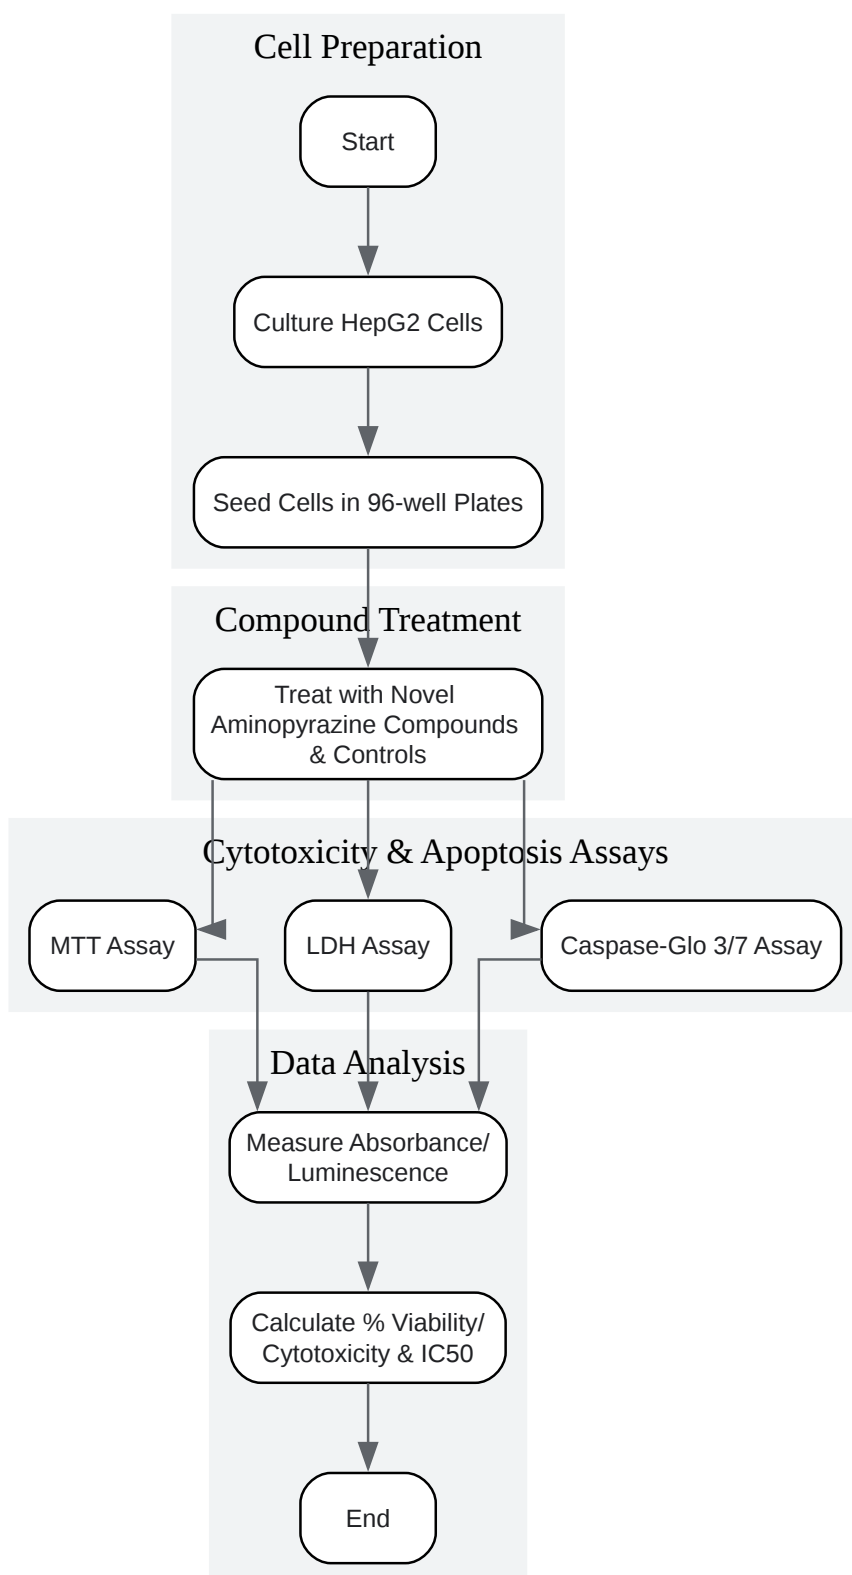 Cell Preparation
Start
Culture HepG2 Cells
Seed Cells in 96-well Plates
Compound Treatment
Treat with Novel
Aminopyrazine Compounds
& Controls
Cytotoxicity & Apoptosis Assays
MTT Assay
LDH Assay
Caspase-Glo 3/7 Assay
Data Analysis
Measure Absorbance/
Luminescence
Calculate % Viability/
Cytotoxicity & IC50
End